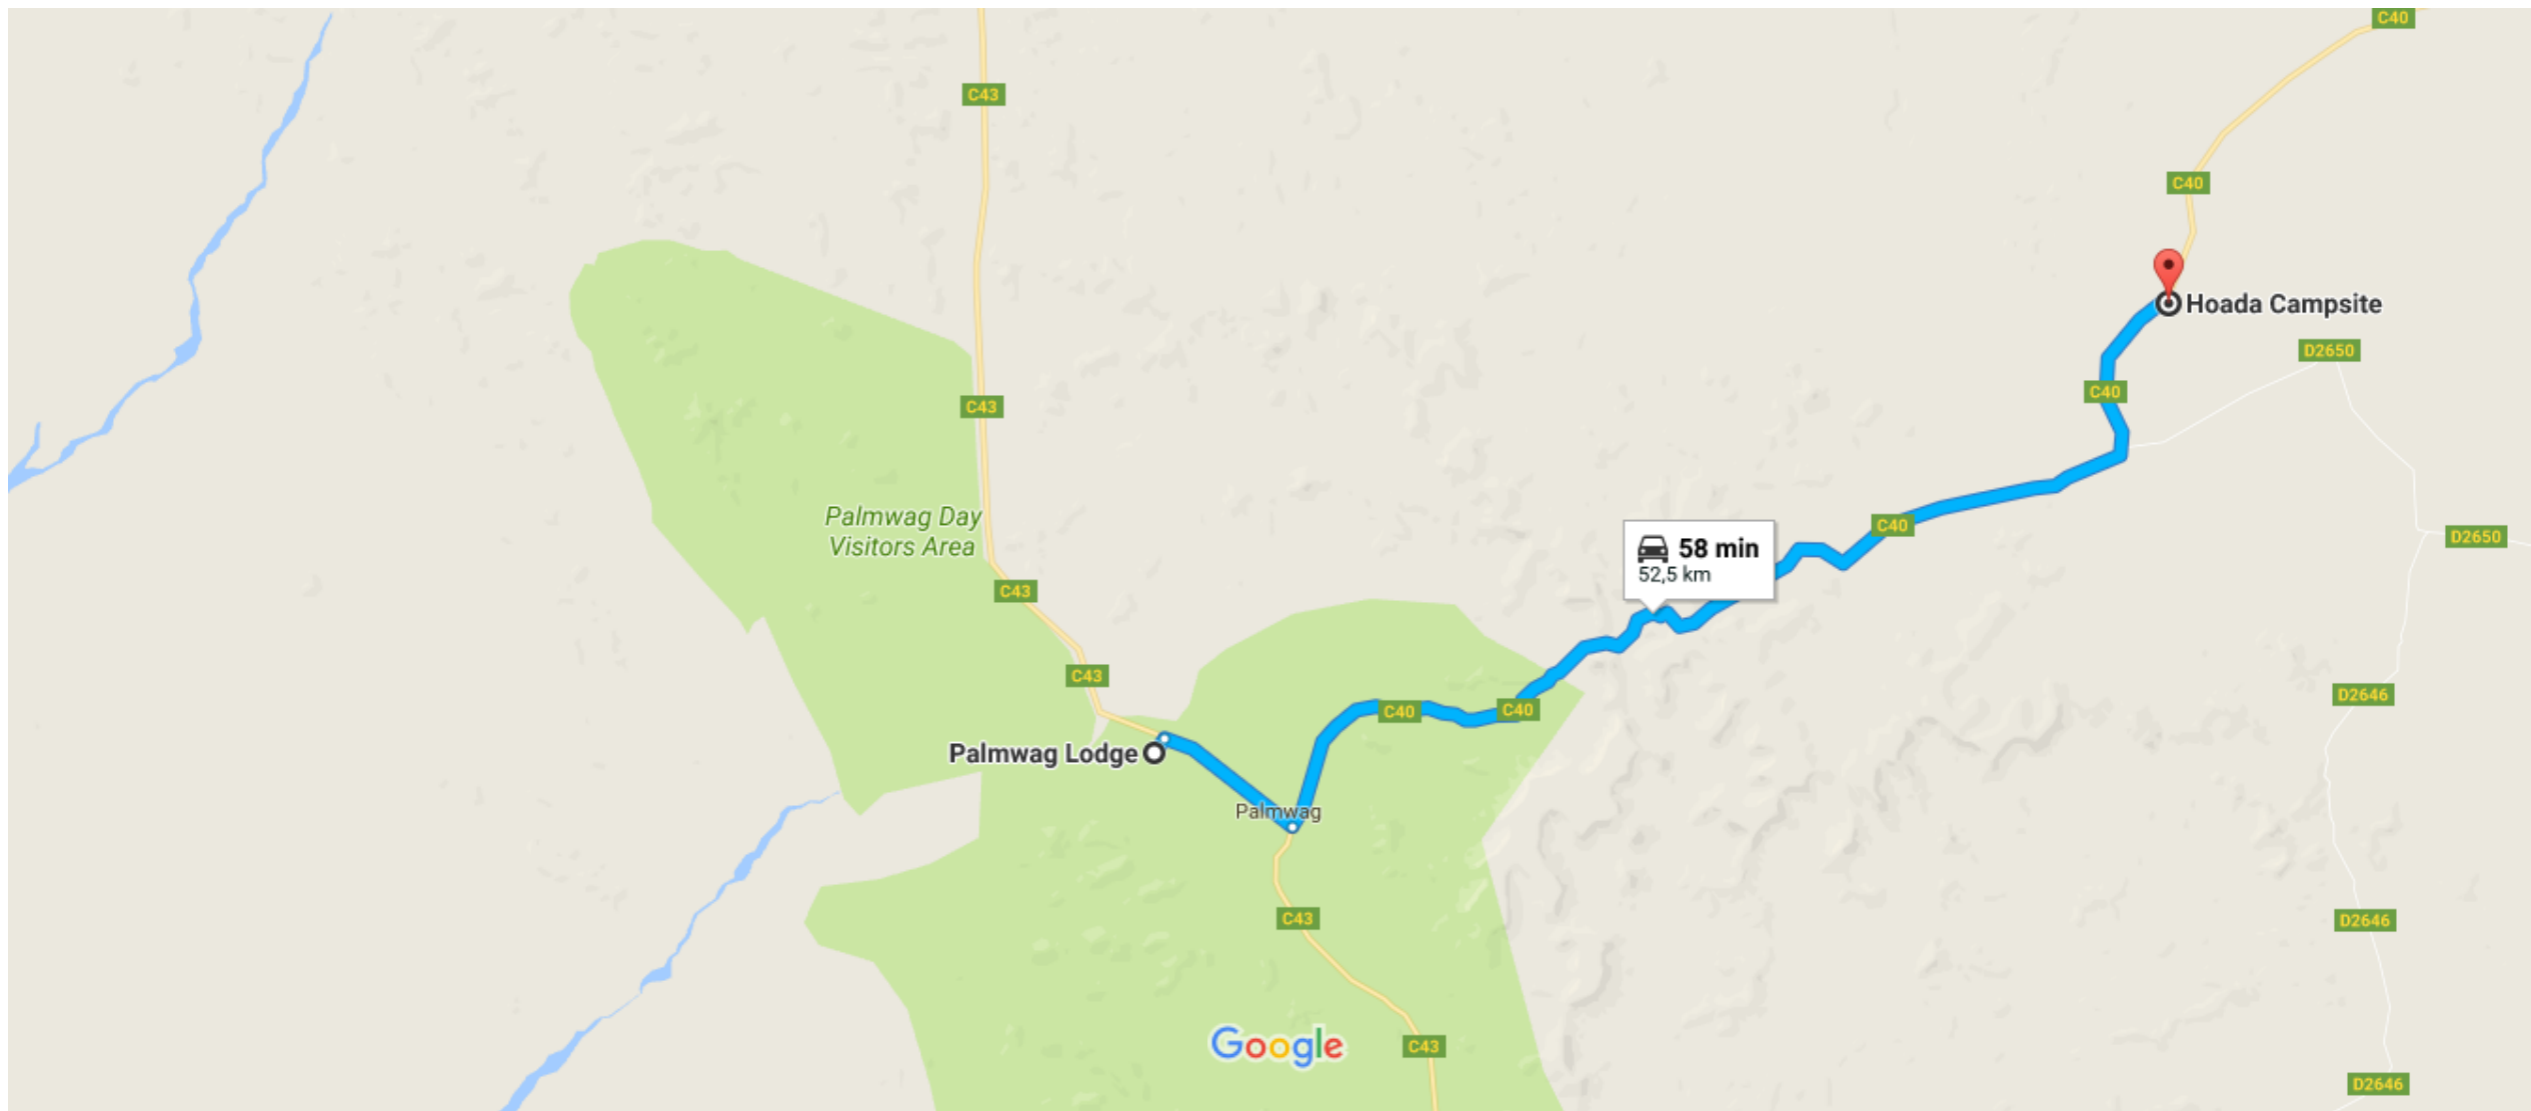 C40
C43
C40
Hoada Campsite
D2650
C40
C43
Palmwag Day
Visitors Area
C40
D2650
58 min
52,5 km
C43
C43
D2646
C40
C40
Palmwag Lodge
Palmwag
C43
D2646
Google
C43
D2646